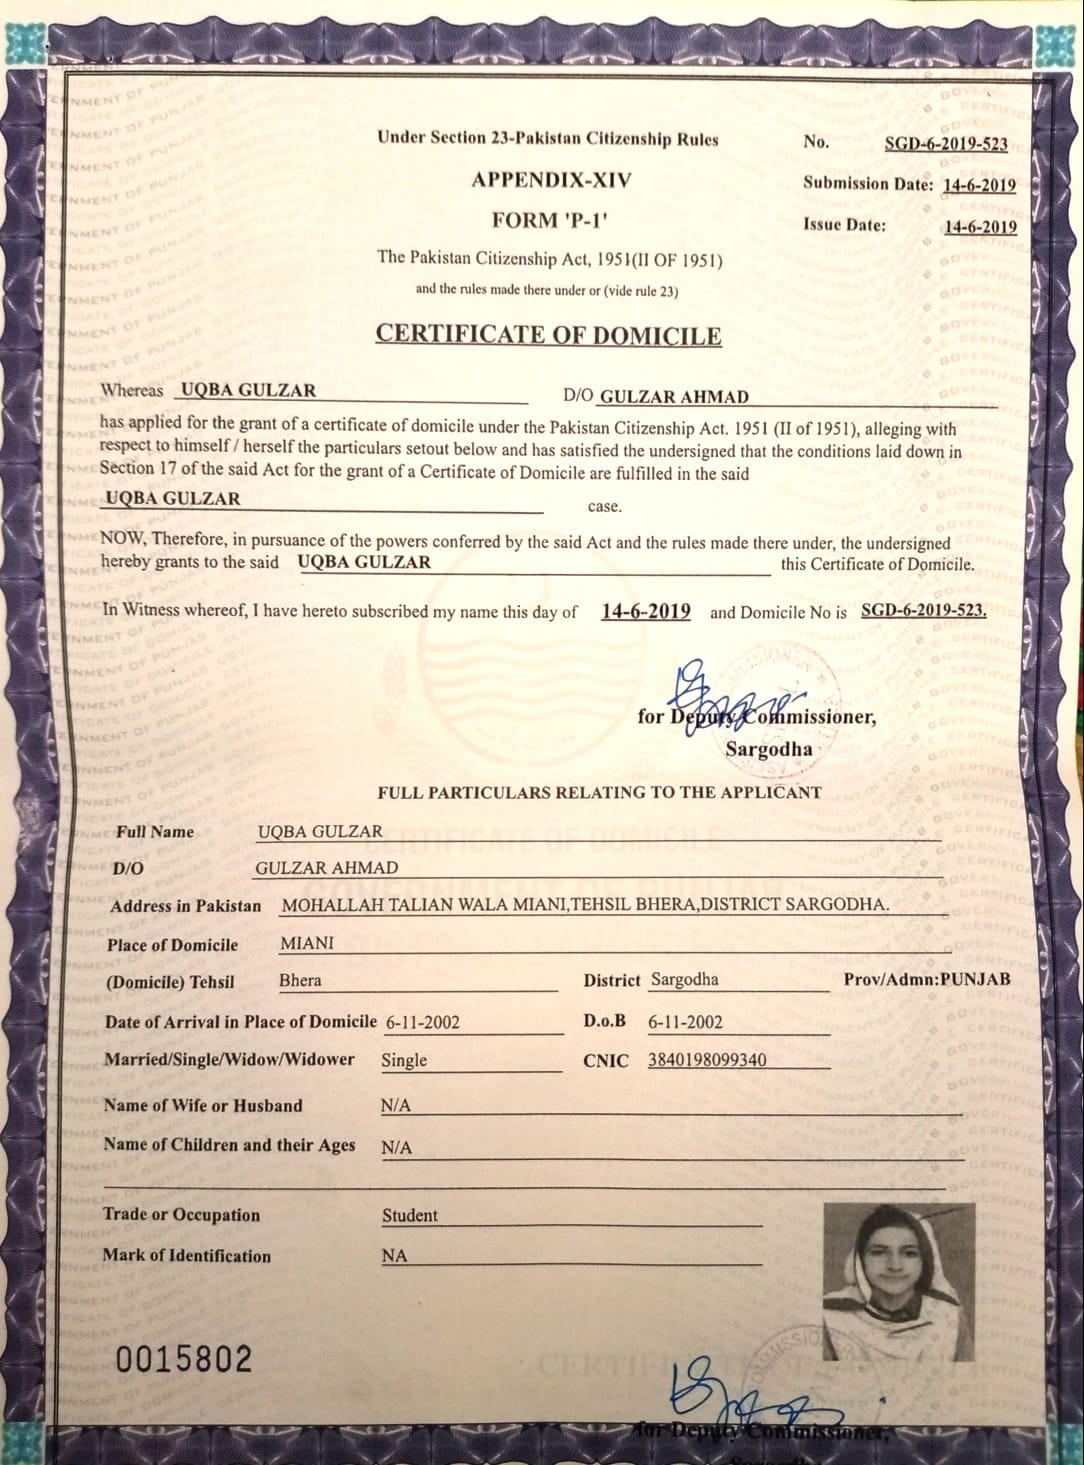 Under Section 23-Pakistan Citizenship Rules
No. SGD-6-2019-523
APPENDIX-XIV
Submission Date: 14-6-2019
FORM 'P-1'
Issue Date: 14-6-2019
The Pakistan Citizenship Act, 1951(II OF 1951)
and the rules made there under or (vide rule 23)
CERTIFICATE OF DOMICILE
Whereas UQBA GULZAR D/O GULZAR AHMAD
has applied for the grant of a certificate of domicile under the Pakistan Citizenship Act. 1951 (II of 1951), alleging with
respect to himself / herself the particulars setout below and has satisfied the undersigned that the conditions laid down in
Section 17 of the said Act for the grant of a Certificate of Domicile are fulfilled in the said
UQBA GULZAR case.
NOW, Therefore, in pursuance of the powers conferred by the said Act and the rules made there under, the undersigned
hereby grants to the said UQBA GULZAR this Certificate of Domicile.
In Witness whereof, I have hereto subscribed my name this day of 14-6-2019 and Domicile No is SGD-6-2019-523.
for Deputy Commissioner,
Sargodha
FULL PARTICULARS RELATING TO THE APPLICANT
Full Name UQBA GULZAR
CERTIFICATE OF DOMICILE
D/O GULZAR AHMAD
GOVERNMENT OF PUNJAB
Address in Pakistan MOHALLAH TALIAN WALA MIANI,TEHSIL BHERA,DISTRICT SARGODHA.
Place of Domicile MIANI
(Domicile) Tehsil Bhera District Sargodha Prov/Admn:PUNJAB
Date of Arrival in Place of Domicile 6-11-2002 D.o.B 6-11-2002
Married/Single/Widow/Widower Single CNIC 3840198099340
Name of Wife or Husband N/A
Name of Children and their Ages N/A
Trade or Occupation Student
Mark of Identification NA
0015802
for Deputy Commissioner,
Sargodha